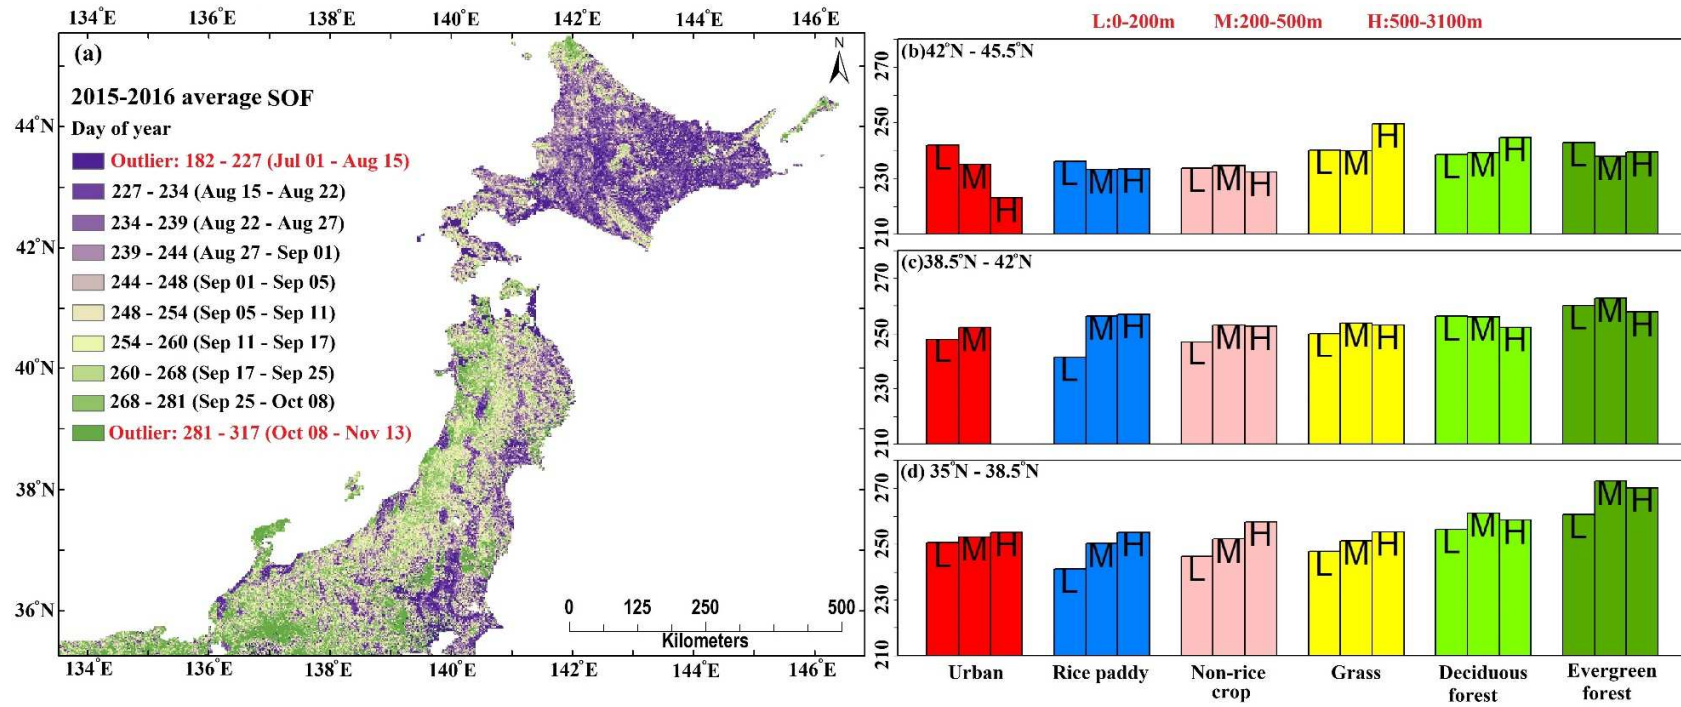 134°E 136°E 138°E 140°E 142°E 144°E 146°E
(a)
N
2015-2016 average SOF
Day of year
Outlier: 182 - 227 (Jul 01 - Aug 15)
227 - 234 (Aug 15 - Aug 22)
234 - 239 (Aug 22 - Aug 27)
239 - 244 (Aug 27 - Sep 01)
244 - 248 (Sep 01 - Sep 05)
248 - 254 (Sep 05 - Sep 11)
254 - 260 (Sep 11 - Sep 17)
260 - 268 (Sep 17 - Sep 25)
268 - 281 (Sep 25 - Oct 08)
Outlier: 281 - 317 (Oct 08 - Nov 13)
44°N
42°N
40°N
38°N
36°N
0 125 250 500
Kilometers
134°E 136°E 138°E 140°E 142°E 144°E 146°E
L:0-200m M:200-500m H:500-3100m
(b)42°N - 45.5°N
270
250
230
210
L M H L M H L M H L M H L M H L M H
(c)38.5°N - 42°N
270
250
230
210
L M L M H L M H L M H L M H L M H
(d) 35°N - 38.5°N
270
250
230
210
L M H L M H L M H L M H L M H L M H
Urban Rice paddy Non-rice Grass Deciduous Evergreen
crop forest forest